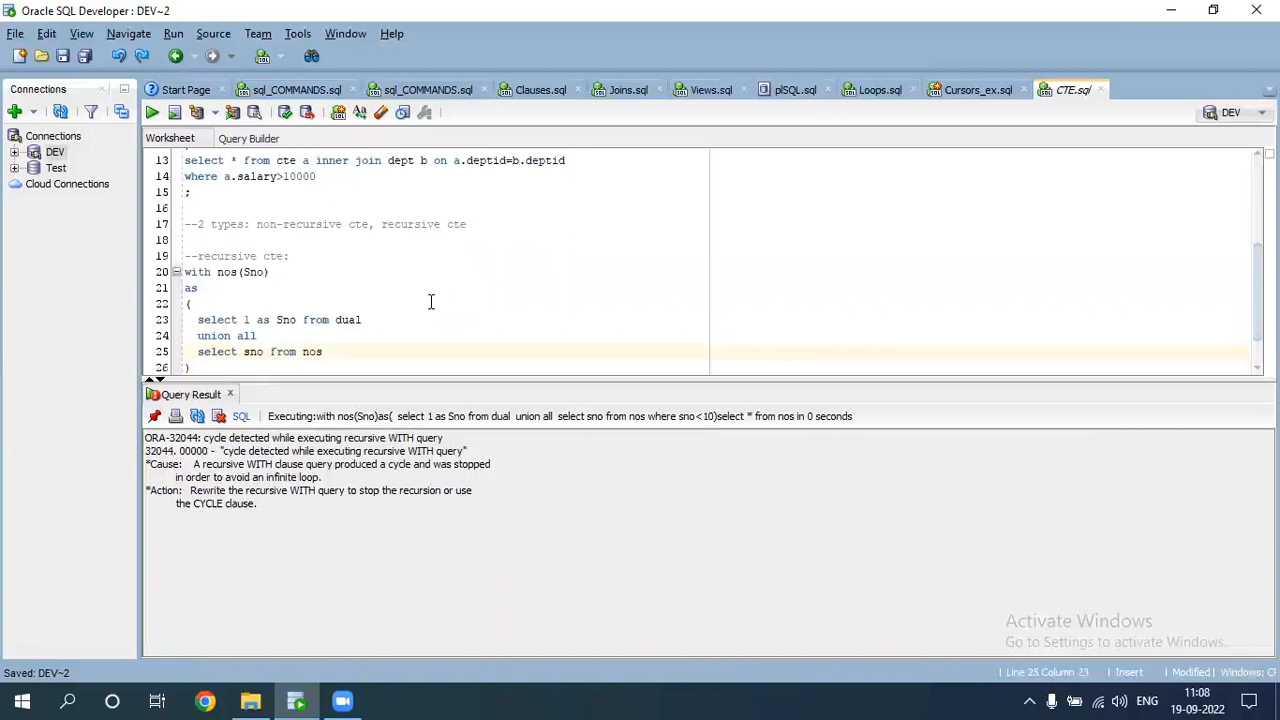 Oracle SQL Developer : DEV~2
File Edit View Navigate Run Source Team Tools Window Help
Connections
Start Page sql_COMMANDS.sql sql_COMMANDS.sql Clauses.sql Joins.sql Views.sql plSQL.sql Loops.sql Cursors_ex.sql CTE.sql
DEV
Connections
DEV
Test
Cloud Connections
Worksheet Query Builder
13 select * from cte a inner join dept b on a.deptid=b.deptid
14 where a.salary>10000
15 ;
16
17 --2 types: non-recursive cte, recursive cte
18
19 --recursive cte:
20 with nos(Sno)
21 as
22 (
23 select 1 as Sno from dual
24 union all
25 select sno from nos
26 )
Query Result
SQL Executing:with nos(Sno)as( select 1 as Sno from dual union all select sno from nos where sno<10)select * from nos in 0 seconds
ORA-32044: cycle detected while executing recursive WITH query
32044. 00000 - "cycle detected while executing recursive WITH query"
*Cause: A recursive WITH clause query produced a cycle and was stopped
in order to avoid an infinite loop.
*Action: Rewrite the recursive WITH query to stop the recursion or use
the CYCLE clause.
Activate Windows
Go to Settings to activate Windows.
Saved: DEV~2
Line 25 Column 23 Insert Modified Windows:
ENG
11:08
19-09-2022